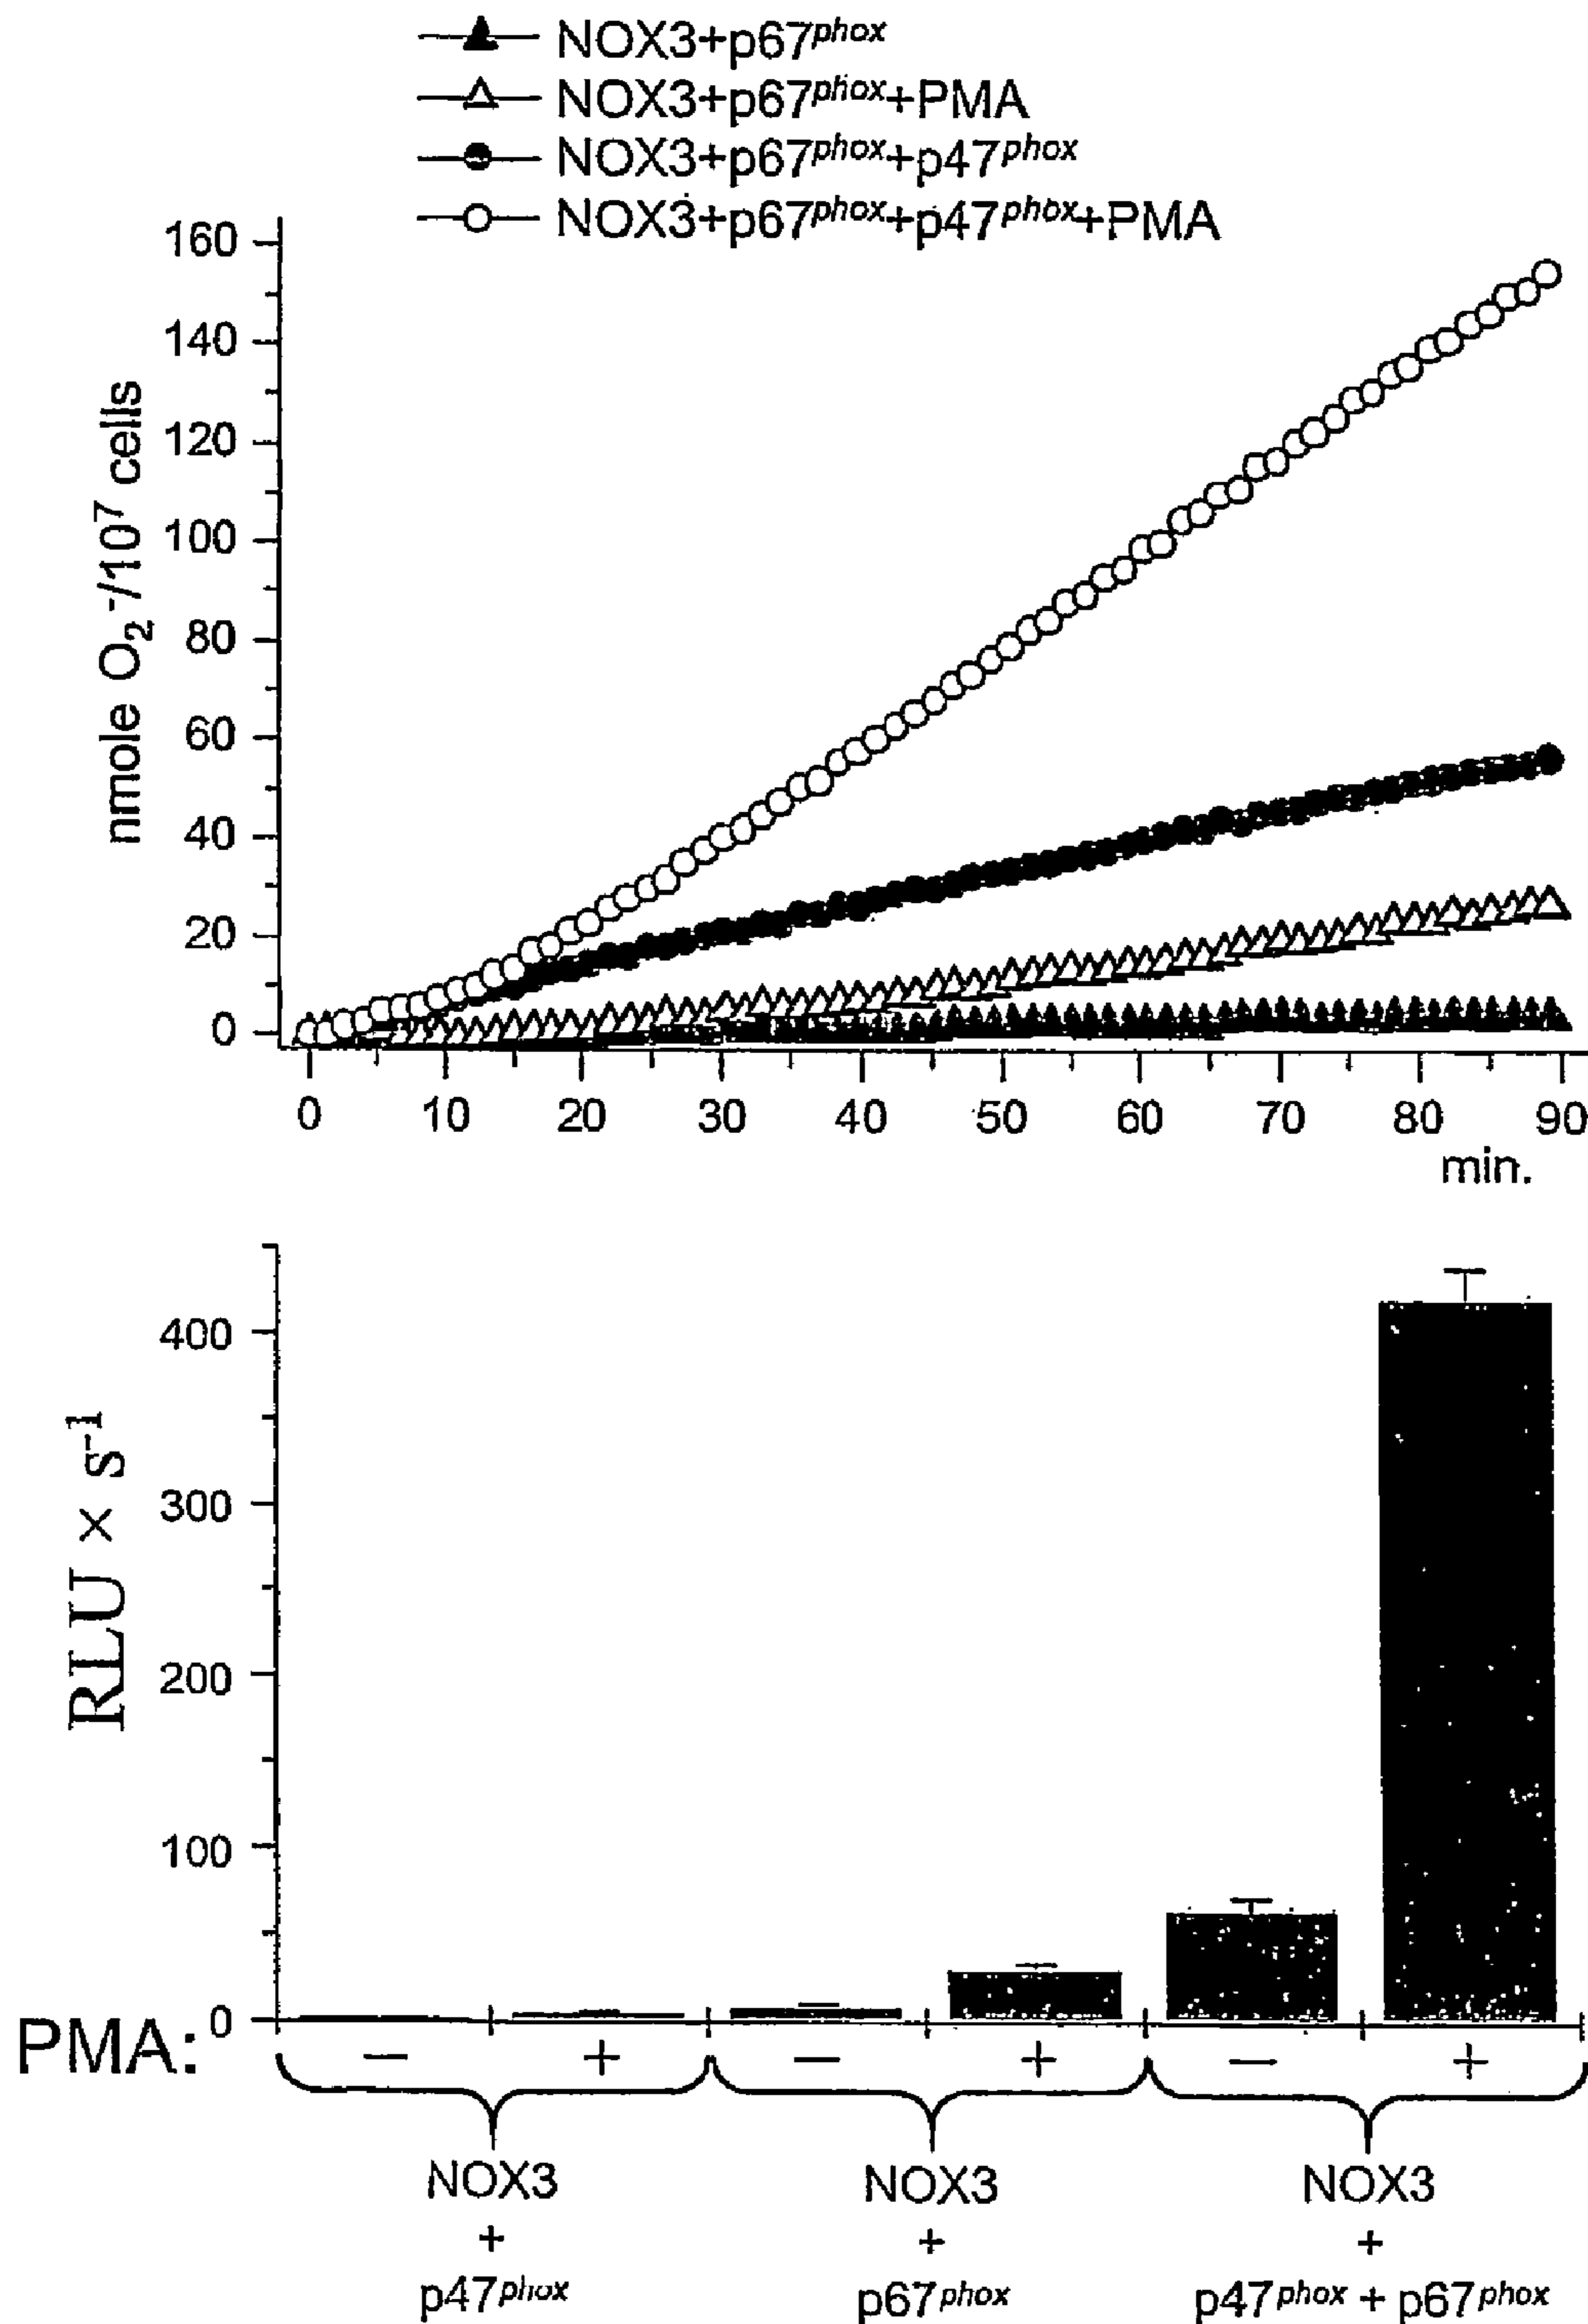 NOX3+p67phox
NOX3+p67phox+PMA
NOX3+p67phox+p47phox
NOX3+p67phox+p47phox+PMA
nmole O2-/10⁷ cells
160
140
120
100
80
60
40
20
0
0 10 20 30 40 50 60 70 80 90
min.
RLU × s⁻¹
400
300
200
100
0
PMA: − + − + − +
NOX3 NOX3 NOX3
+ + +
p47phox p67phox p47phox + p67phox